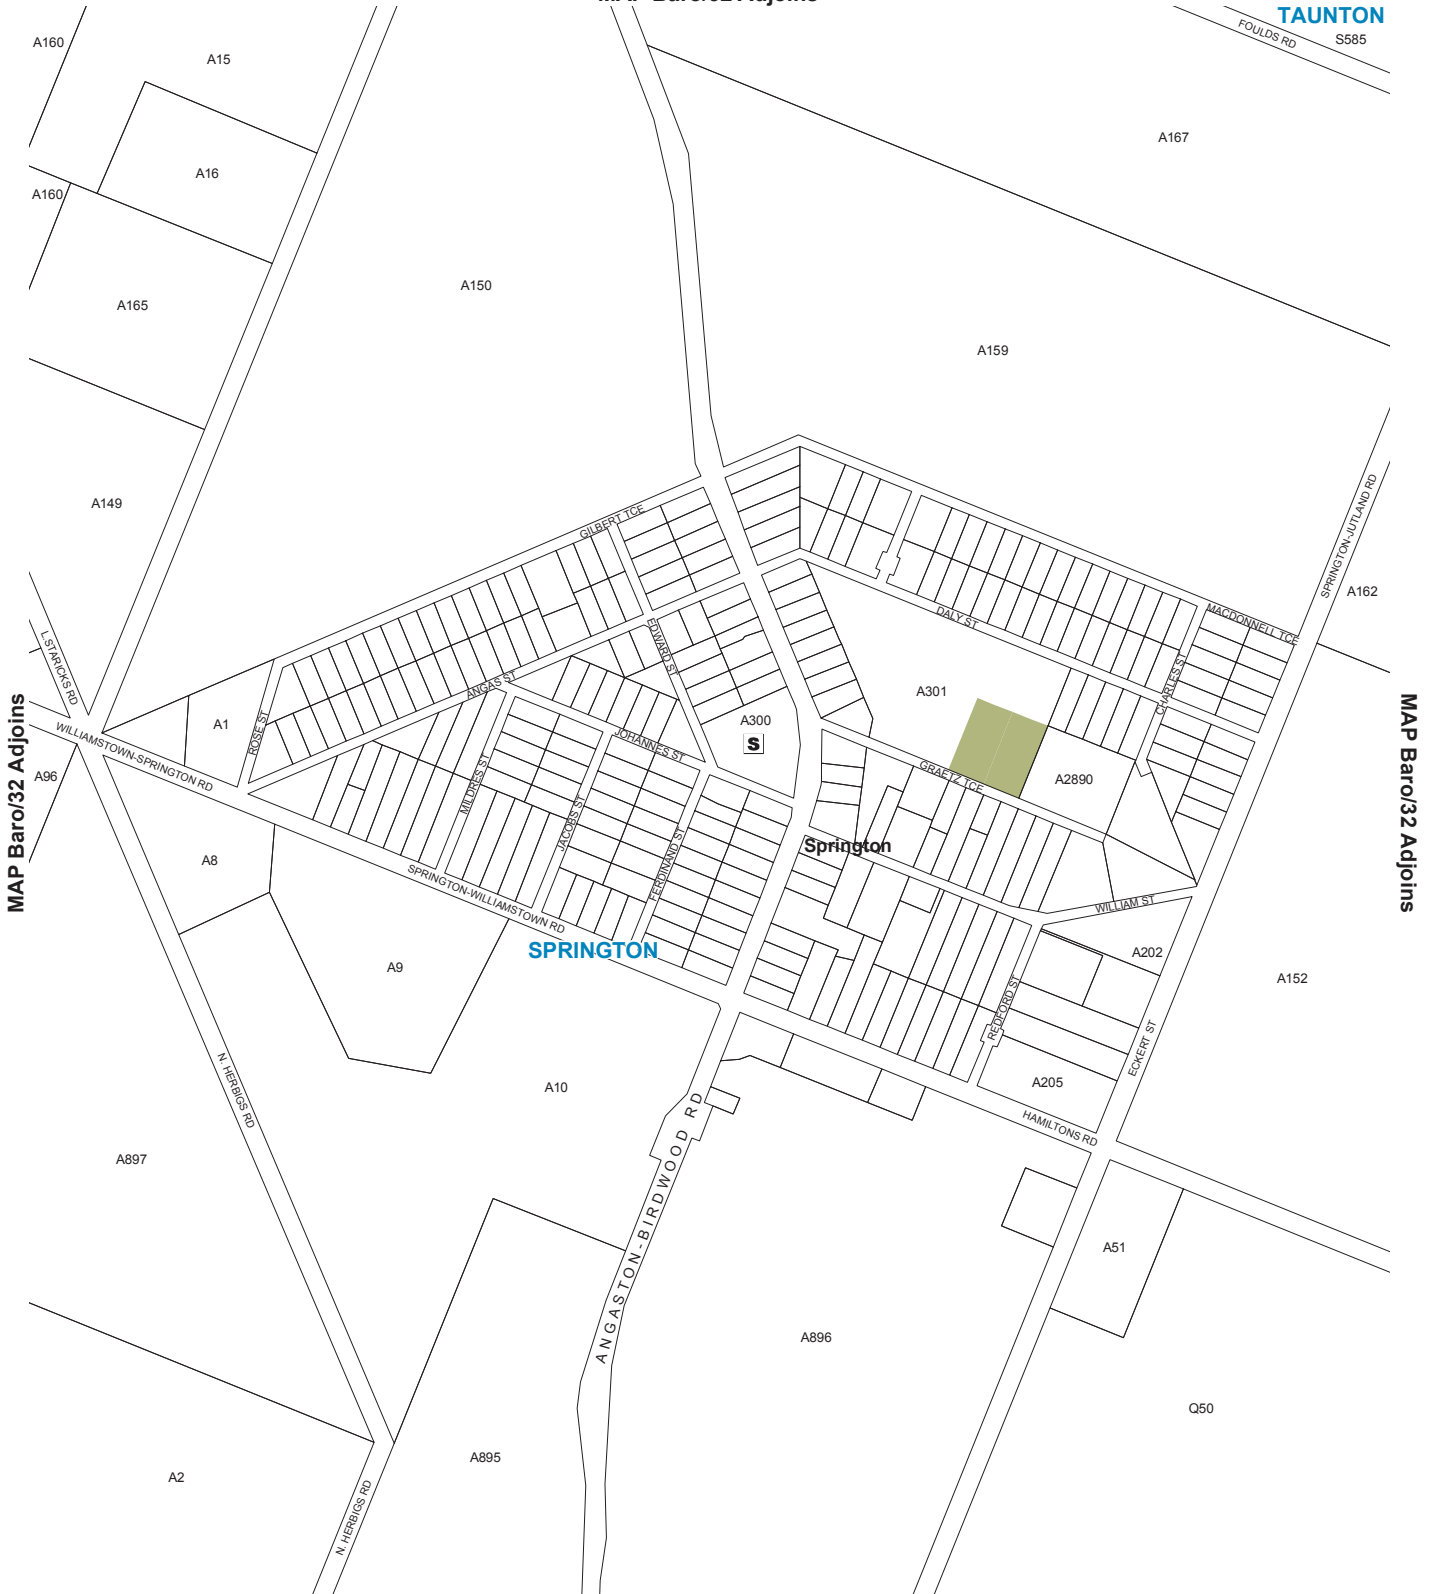 TAUNTON
FOULDS RD
S585
A160
A15
A167
A16
A160
A165
A150
A159
A149
GILBERT TCE
SPRINGTON-JUTLAND RD
A162
MACDONNELL TCE
DALY ST
L.STARICKS RD
EDWARD ST
CHARLES ST
ANGAS ST
A301
A1
ROSE ST
A300
S
JOHANNES ST
MAP Baro/32 Adjoins
MAP Baro/32 Adjoins
WILLIAMSTOWN-SPRINGTON RD
A96
MILDRES ST
GRAETZ TCE
A2890
JACOBS ST
Springton
FERDINAND ST
A8
SPRINGTON-WILLIAMSTOWN RD
WILLIAM ST
SPRINGTON
A202
A9
A152
REDFORD ST
ECKERT ST
N. HERBIGS RD
A10
A205
HAMILTONS RD
ANGASTON-BIRDWOOD RD
A897
A51
A896
Q50
A895
A2
N. HERBIGS RD